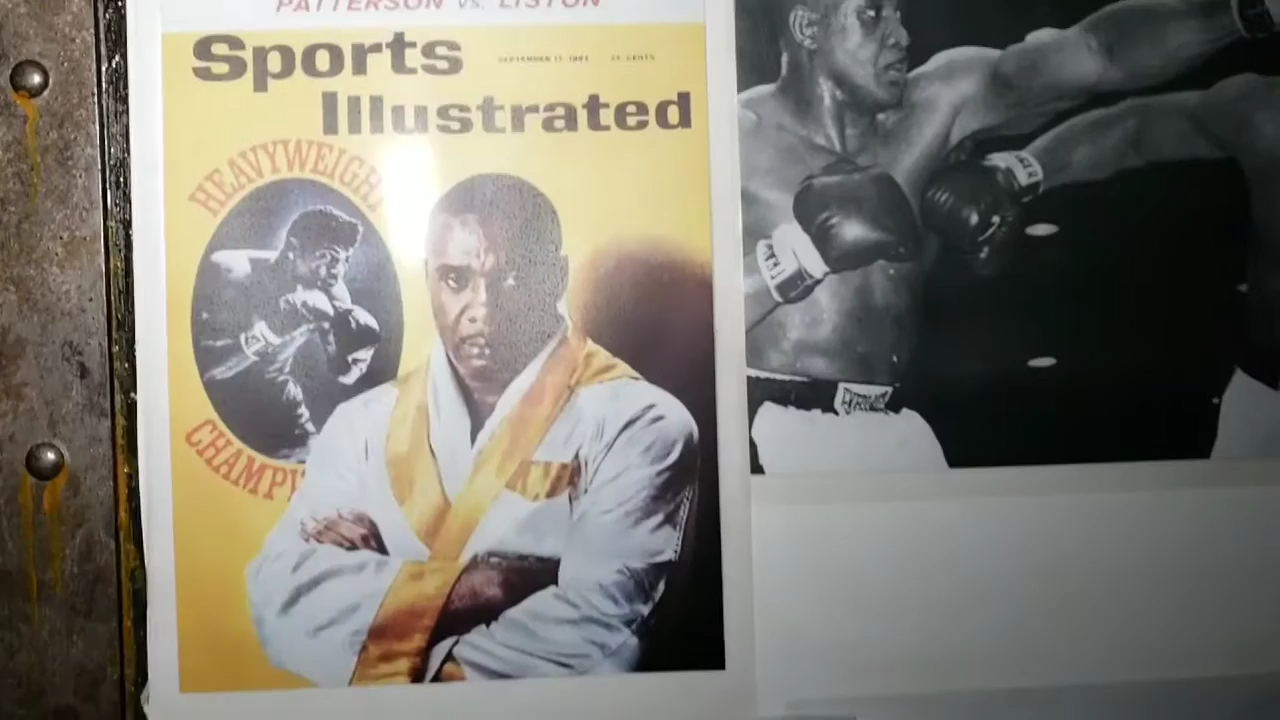 PATTERSON VS. LISTON
Sports
Illustrated
HEAVYWEIGH
CHAMPI